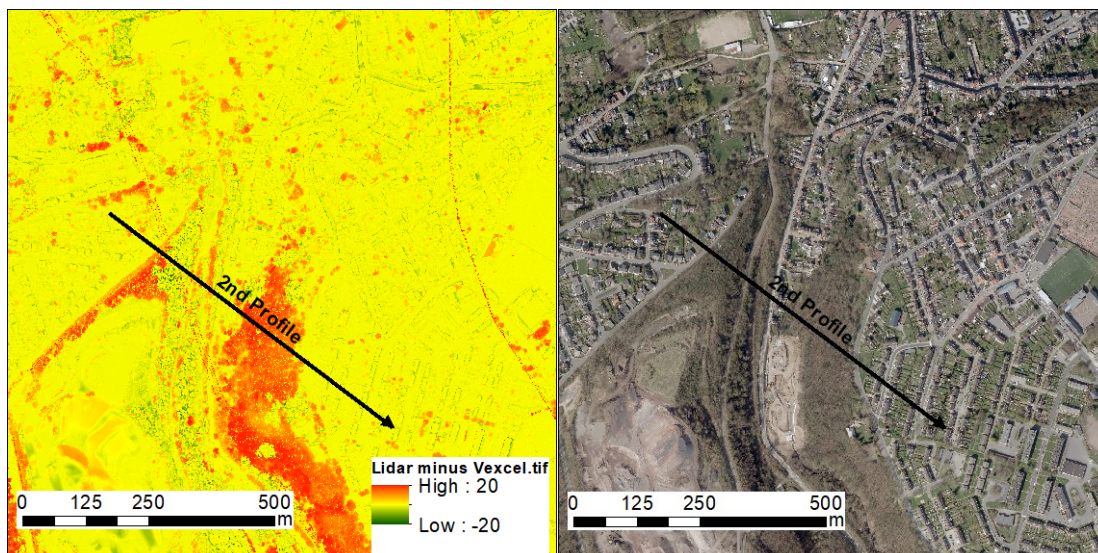 2nd Profile
Lidar minus Vexcel.tif
High : 20
Low : -20
0 125 250 500
m
2nd Profile
0 125 250 500
m